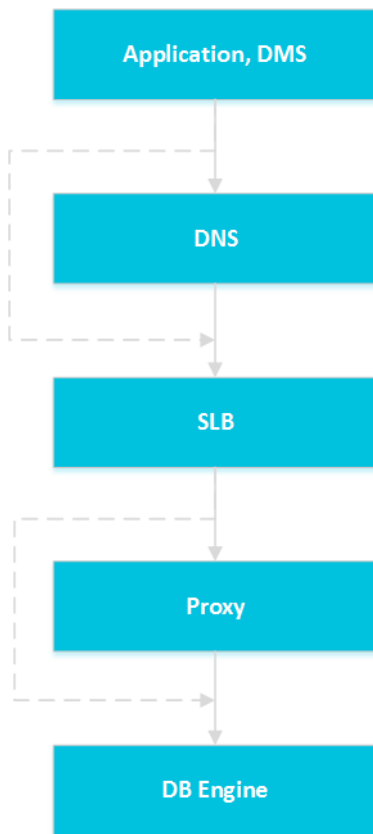 Application, DMS
DNS
SLB
Proxy
DB Engine